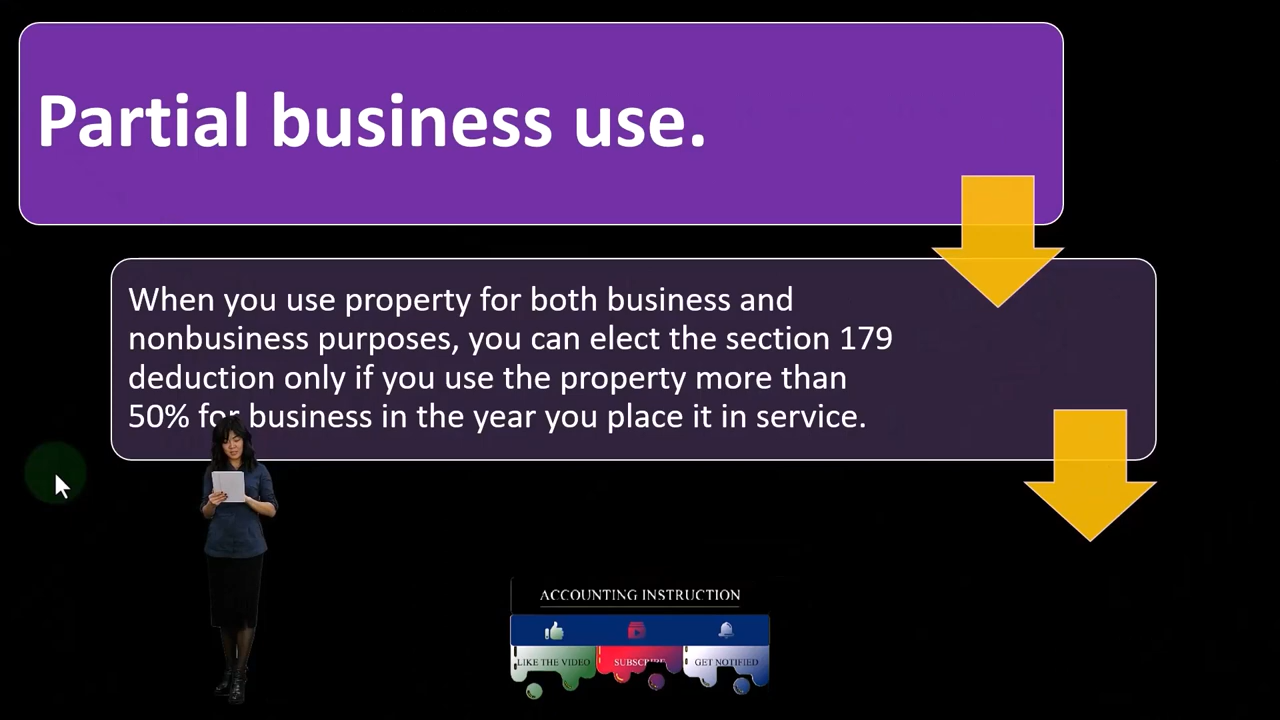 Partial business use.
When you use property for both business and
nonbusiness purposes, you can elect the section 179
deduction only if you use the property more than
50% for business in the year you place it in service.
ACCOUNTING INSTRUCTION
LIKE THE VIDEO SUBSCRIBE GET NOTIFIED